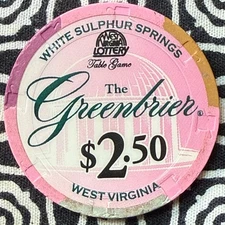 WHITE SULPHUR SPRINGS
WEST
VIRGINIA
LOTTERY
Table Game
The
Greenbrier
$2.50
WEST VIRGINIA